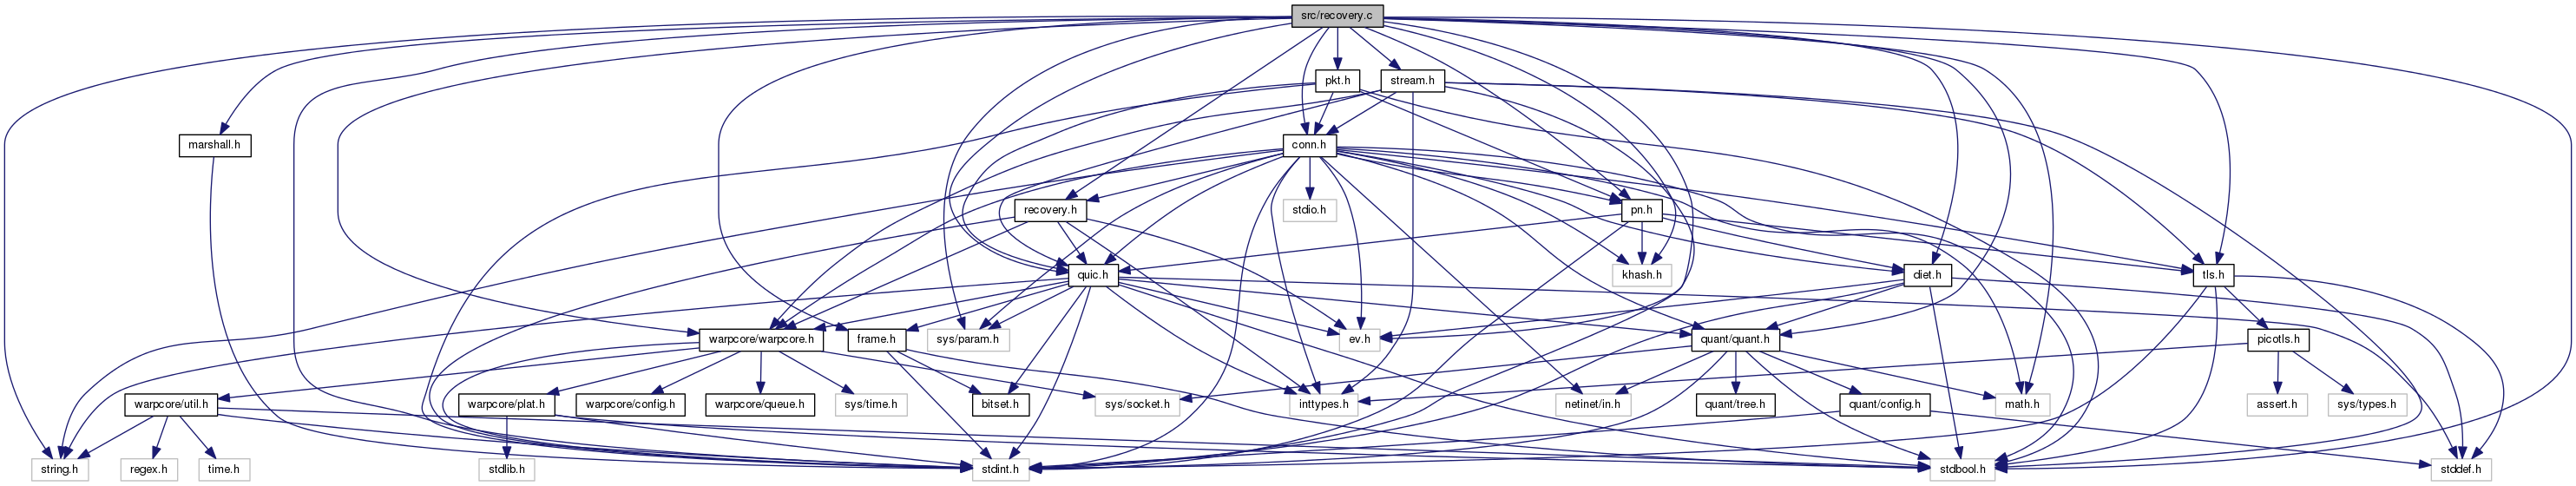 src/recovery.c
pkt.h
stream.h
marshall.h
conn.h
recovery.h
stdio.h
pn.h
quic.h
khash.h
diet.h
tls.h
warpcore/warpcore.h
frame.h
sys/param.h
ev.h
quant/quant.h
picotls.h
warpcore/util.h
warpcore/plat.h
warpcore/config.h
warpcore/queue.h
sys/time.h
bitset.h
sys/socket.h
inttypes.h
netinet/in.h
quant/tree.h
quant/config.h
math.h
assert.h
sys/types.h
string.h
regex.h
time.h
stdlib.h
stdint.h
stdbool.h
stddef.h